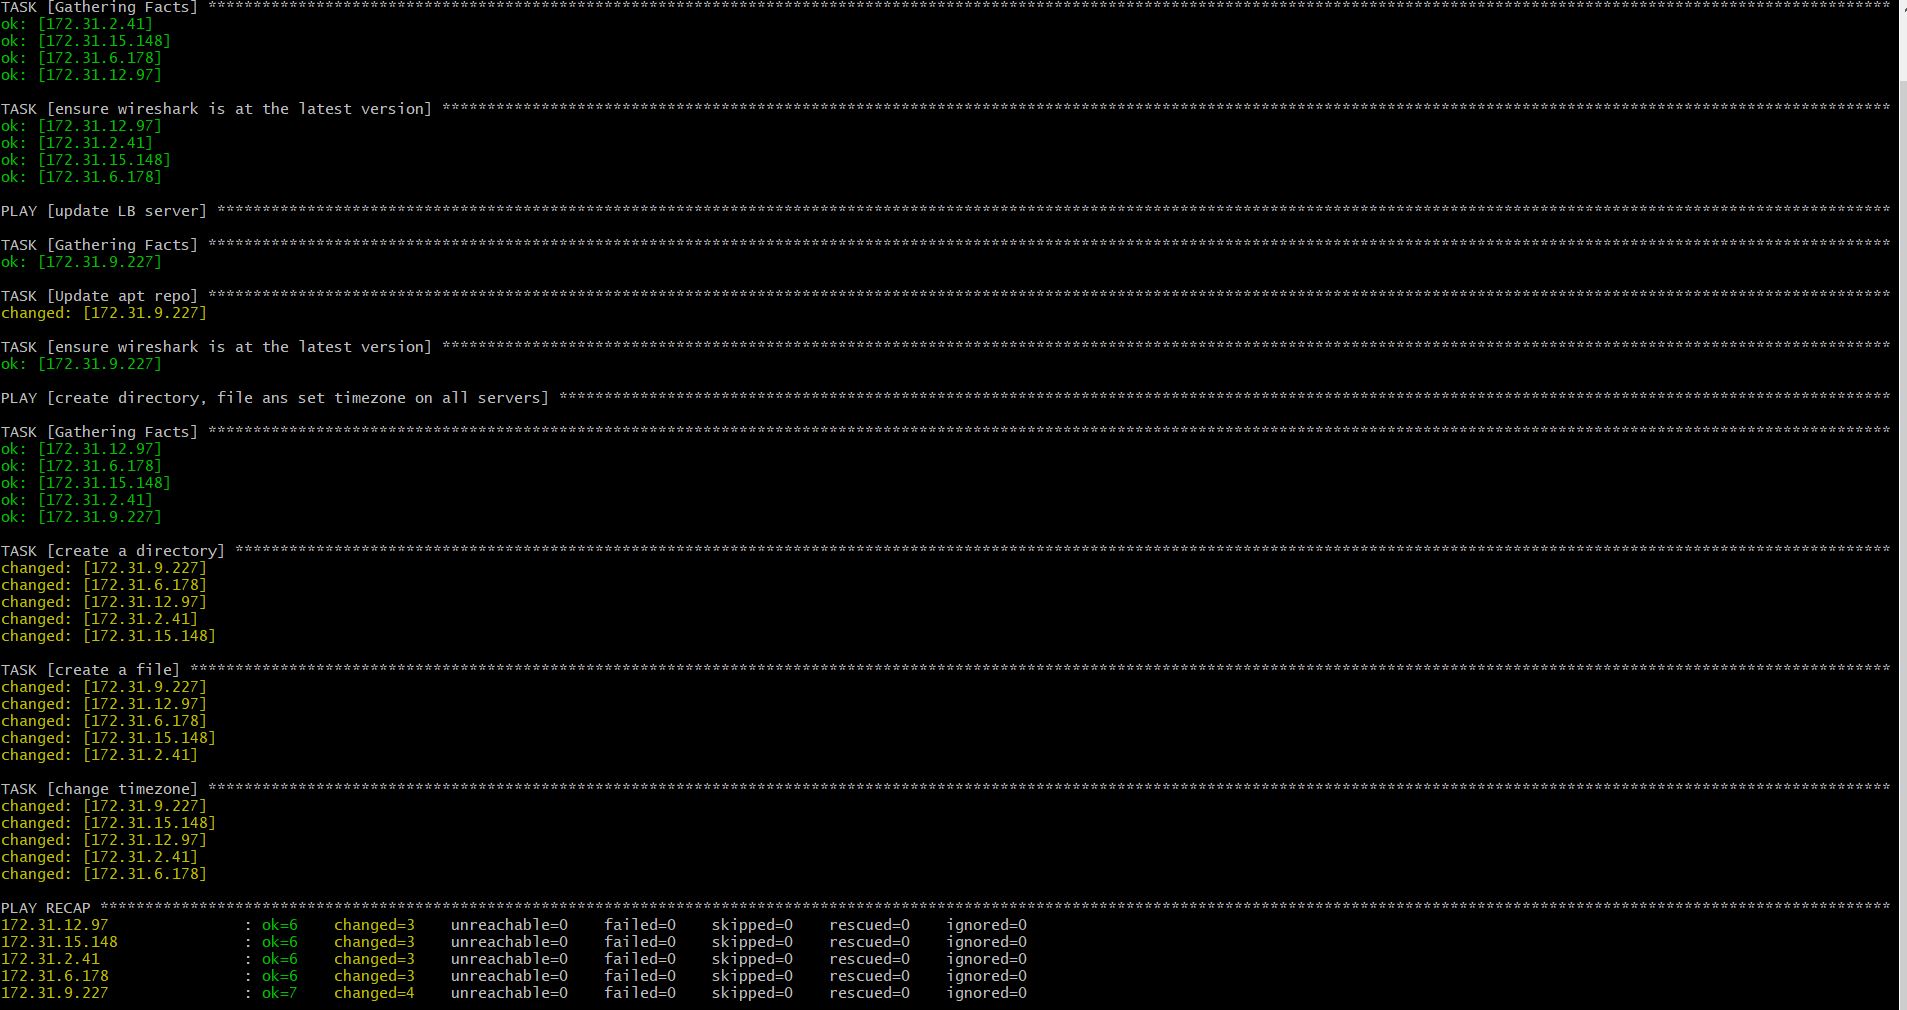 TASK [Gathering Facts] ****************************************************************************************************************************************************************************************
ok: [172.31.2.41]
ok: [172.31.15.148]
ok: [172.31.6.178]
ok: [172.31.12.97]
TASK [ensure wireshark is at the latest version] **************************************************************************************************************************************************************
ok: [172.31.12.97]
ok: [172.31.2.41]
ok: [172.31.15.148]
ok: [172.31.6.178]
PLAY [update LB server] ***************************************************************************************************************************************************************************************
TASK [Gathering Facts] ****************************************************************************************************************************************************************************************
ok: [172.31.9.227]
TASK [Update apt repo] ****************************************************************************************************************************************************************************************
changed: [172.31.9.227]
TASK [ensure wireshark is at the latest version] **************************************************************************************************************************************************************
ok: [172.31.9.227]
PLAY [create directory, file ans set timezone on all servers] *************************************************************************************************************************************************
TASK [Gathering Facts] ****************************************************************************************************************************************************************************************
ok: [172.31.12.97]
ok: [172.31.6.178]
ok: [172.31.15.148]
ok: [172.31.2.41]
ok: [172.31.9.227]
TASK [create a directory] *************************************************************************************************************************************************************************************
changed: [172.31.9.227]
changed: [172.31.6.178]
changed: [172.31.12.97]
changed: [172.31.2.41]
changed: [172.31.15.148]
TASK [create a file] ******************************************************************************************************************************************************************************************
changed: [172.31.9.227]
changed: [172.31.12.97]
changed: [172.31.6.178]
changed: [172.31.15.148]
changed: [172.31.2.41]
TASK [change timezone] ****************************************************************************************************************************************************************************************
changed: [172.31.9.227]
changed: [172.31.15.148]
changed: [172.31.12.97]
changed: [172.31.2.41]
changed: [172.31.6.178]
PLAY RECAP ****************************************************************************************************************************************************************************************************
172.31.12.97 : ok=6 changed=3 unreachable=0 failed=0 skipped=0 rescued=0 ignored=0
172.31.15.148 : ok=6 changed=3 unreachable=0 failed=0 skipped=0 rescued=0 ignored=0
172.31.2.41 : ok=6 changed=3 unreachable=0 failed=0 skipped=0 rescued=0 ignored=0
172.31.6.178 : ok=6 changed=3 unreachable=0 failed=0 skipped=0 rescued=0 ignored=0
172.31.9.227 : ok=7 changed=4 unreachable=0 failed=0 skipped=0 rescued=0 ignored=0